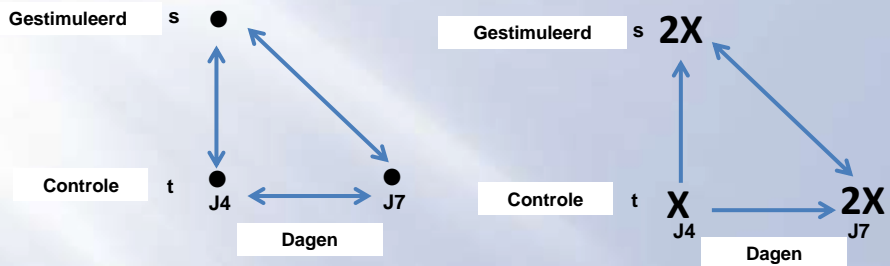 Gestimuleerd s
Controle t
J4 J7
Dagen
Gestimuleerd s 2X
Controle t X 2X
J4 J7
Dagen